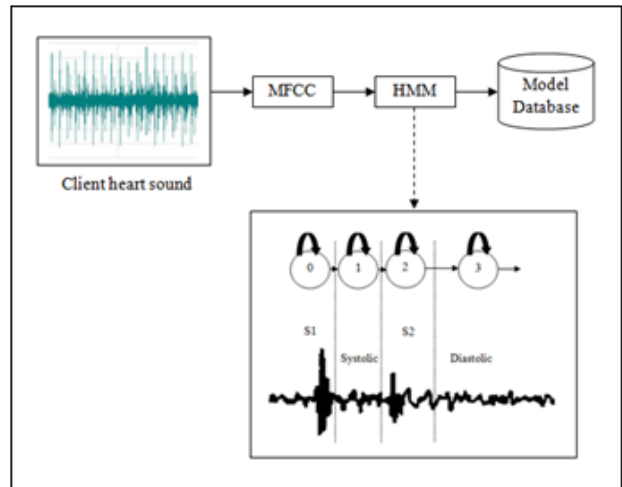 MFCC
HMM
Model
Database
Client heart sound
0
1
2
3
S1
S2
Systolic
Diastolic